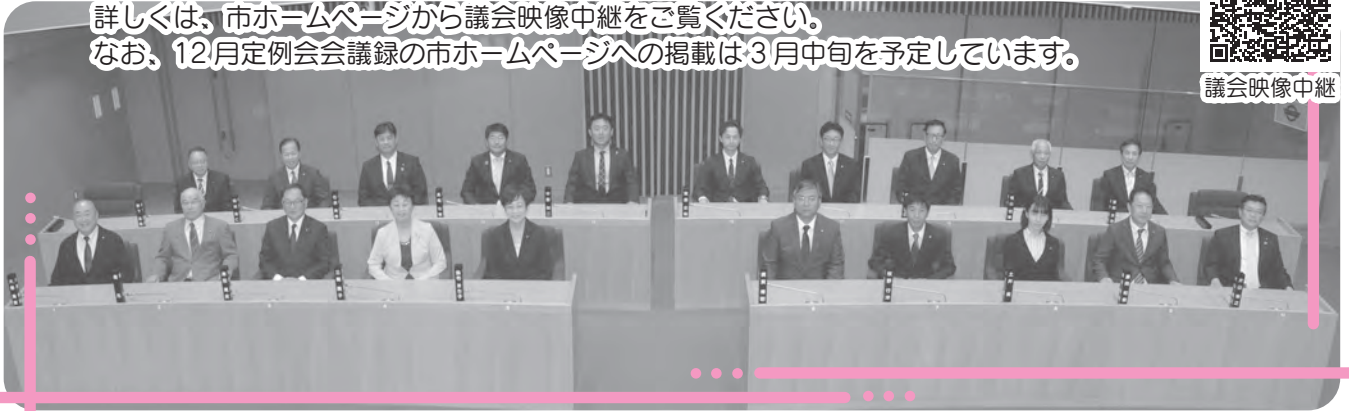 詳しくは、市ホームページから議会映像中継をご覧ください。
なお、12月定例会会議録の市ホームページへの掲載は3月中旬を予定しています。
議会映像中継